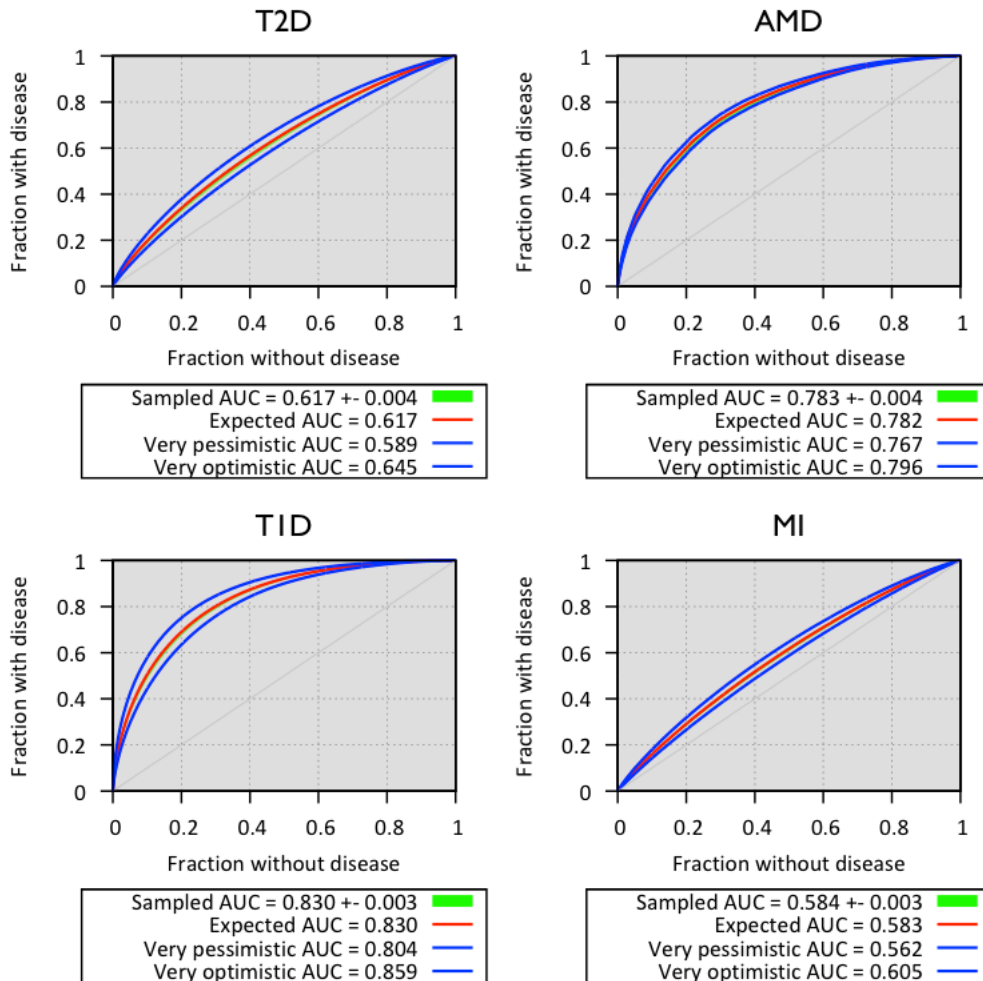 T2D
Fraction with disease
1
0.8
0.6
0.4
0.2
0
0 0.2 0.4 0.6 0.8 1
Fraction without disease
Sampled AUC = 0.617 +- 0.004
Expected AUC = 0.617
Very pessimistic AUC = 0.589
Very optimistic AUC = 0.645
AMD
Fraction with disease
1
0.8
0.6
0.4
0.2
0
0 0.2 0.4 0.6 0.8 1
Fraction without disease
Sampled AUC = 0.783 +- 0.004
Expected AUC = 0.782
Very pessimistic AUC = 0.767
Very optimistic AUC = 0.796
T1D
Fraction with disease
1
0.8
0.6
0.4
0.2
0
0 0.2 0.4 0.6 0.8 1
Fraction without disease
Sampled AUC = 0.830 +- 0.003
Expected AUC = 0.830
Very pessimistic AUC = 0.804
Very optimistic AUC = 0.859
MI
Fraction with disease
1
0.8
0.6
0.4
0.2
0
0 0.2 0.4 0.6 0.8 1
Fraction without disease
Sampled AUC = 0.584 +- 0.003
Expected AUC = 0.583
Very pessimistic AUC = 0.562
Very optimistic AUC = 0.605